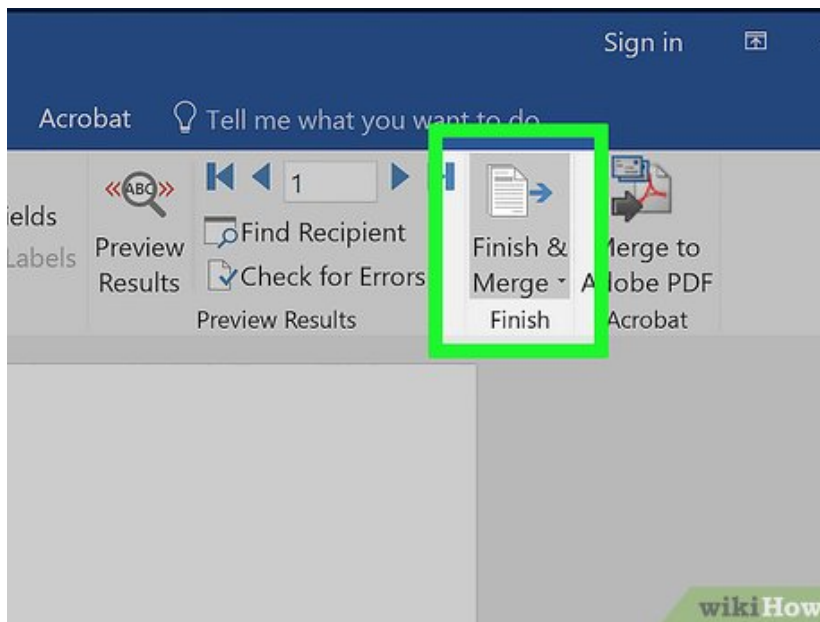 Sign in
Acrobat Tell me what you want to do
«ABC»
1
ields
Labels
Preview
Results
Find Recipient
Check for Errors
Preview Results
Finish &
Merge
Finish
Merge to
Adobe PDF
Acrobat
wikiHow